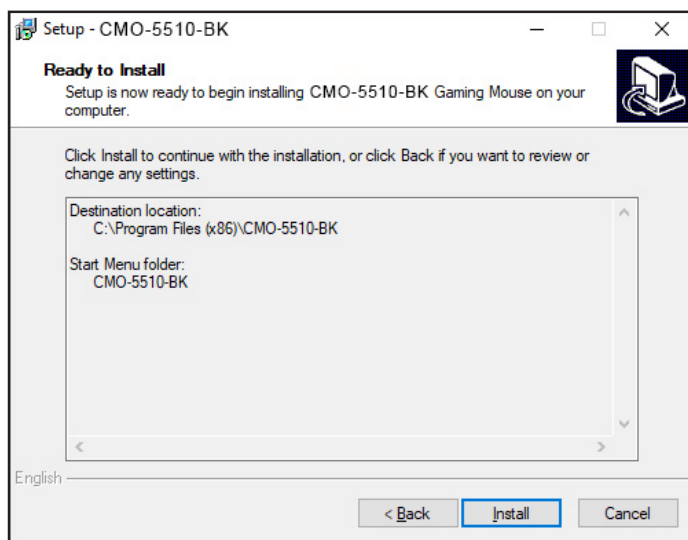 Setup - CMO-5510-BK
Ready to Install
Setup is now ready to begin installing CMO-5510-BK Gaming Mouse on your
computer.
Click Install to continue with the installation, or click Back if you want to review or
change any settings.
Destination location:
C:\Program Files (x86)\CMO-5510-BK
Start Menu folder:
CMO-5510-BK
English
< Back
Install
Cancel